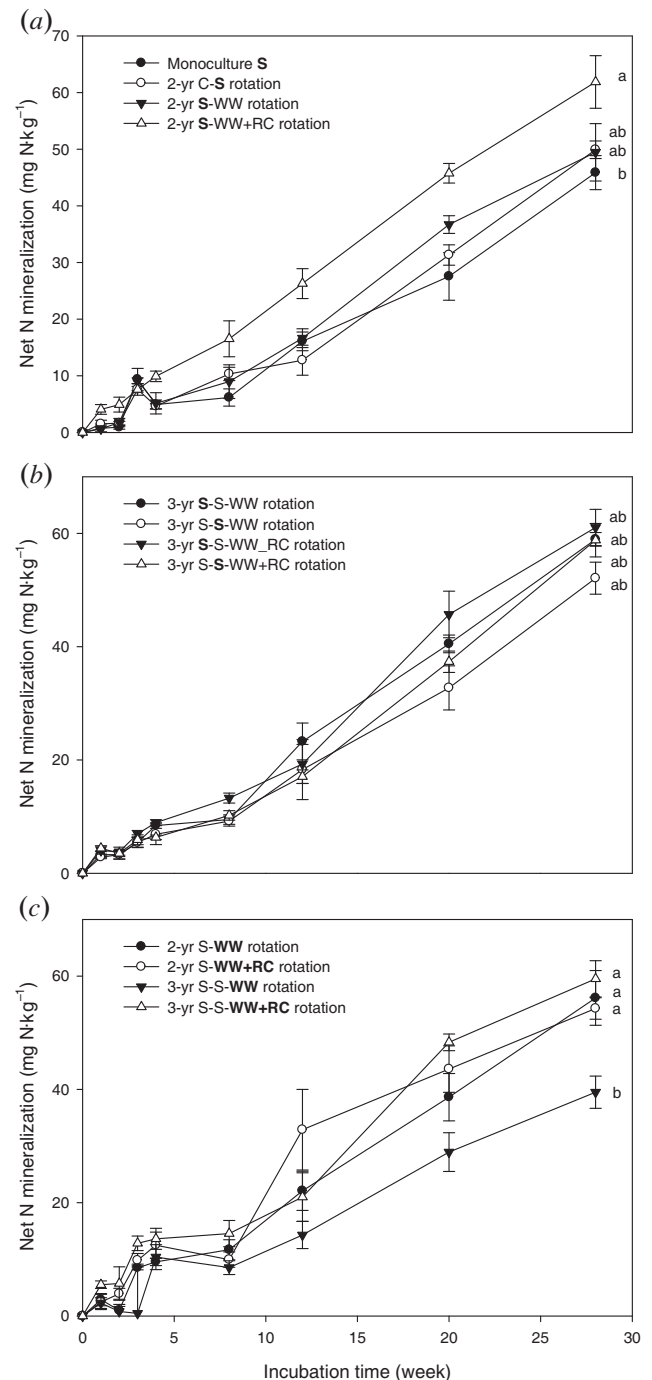 (a)
70
60
50
40
30
20
10
0
Net N mineralization (mg N·kg⁻¹)
Monoculture S
2-yr C-S rotation
2-yr S-WW rotation
2-yr S-WW+RC rotation
a
ab
ab
b
(b)
60
40
20
0
Net N mineralization (mg N·kg⁻¹)
3-yr S-S-WW rotation
3-yr S-S-WW rotation
3-yr S-S-WW_RC rotation
3-yr S-S-WW+RC rotation
ab
ab
ab
ab
(c)
60
40
20
0
Net N mineralization (mg N·kg⁻¹)
2-yr S-WW rotation
2-yr S-WW+RC rotation
3-yr S-S-WW rotation
3-yr S-S-WW+RC rotation
a
a
a
b
0 5 10 15 20 25 30
Incubation time (week)